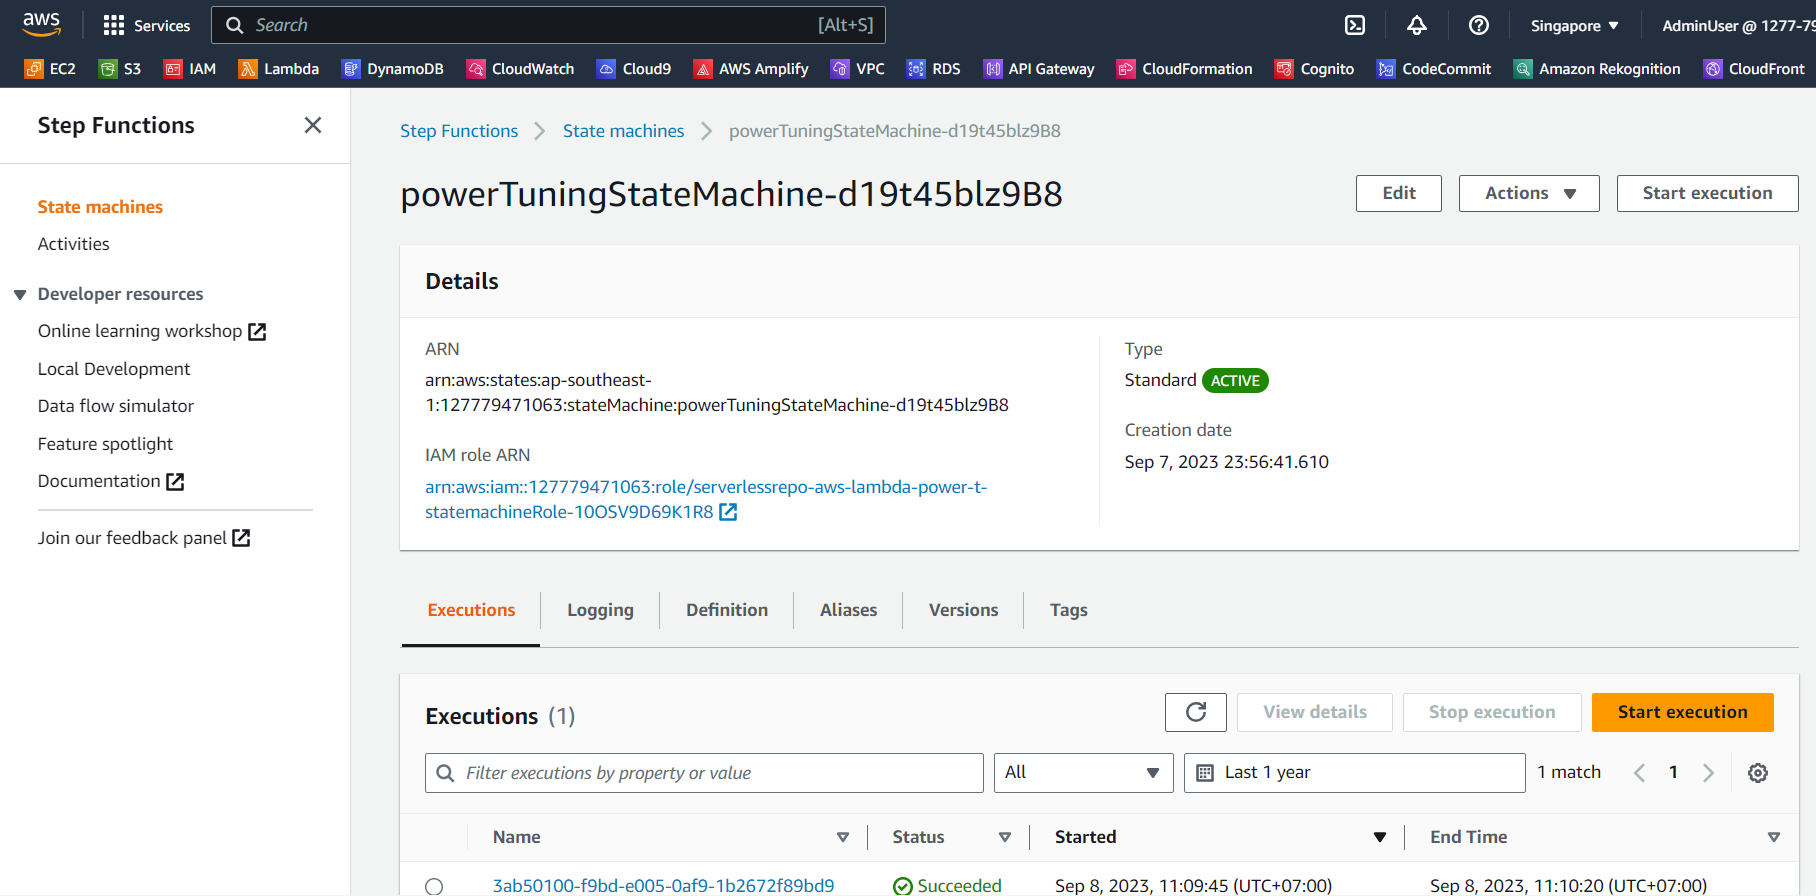 aws
Services
Search
[Alt+S]
Singapore
AdminUser @ 1277-79
EC2
S3
IAM
Lambda
DynamoDB
CloudWatch
Cloud9
AWS Amplify
VPC
RDS
API Gateway
CloudFormation
Cognito
CodeCommit
Amazon Rekognition
CloudFront
Step Functions
State machines
Activities
Developer resources
Online learning workshop
Local Development
Data flow simulator
Feature spotlight
Documentation
Join our feedback panel
Step Functions
State machines
powerTuningStateMachine-d19t45blz9B8
powerTuningStateMachine-d19t45blz9B8
Edit
Actions
Start execution
Details
ARN
arn:aws:states:ap-southeast-
1:127779471063:stateMachine:powerTuningStateMachine-d19t45blz9B8
IAM role ARN
arn:aws:iam::127779471063:role/serverlessrepo-aws-lambda-power-t-
statemachineRole-10OSV9D69K1R8
Type
Standard ACTIVE
Creation date
Sep 7, 2023 23:56:41.610
Executions
Logging
Definition
Aliases
Versions
Tags
Executions (1)
View details
Stop execution
Start execution
Filter executions by property or value
All
Last 1 year
1 match
1
Name
Status
Started
End Time
3ab50100-f9bd-e005-0af9-1b2672f89bd9
Succeeded
Sep 8, 2023, 11:09:45 (UTC+07:00)
Sep 8, 2023, 11:10:20 (UTC+07:00)